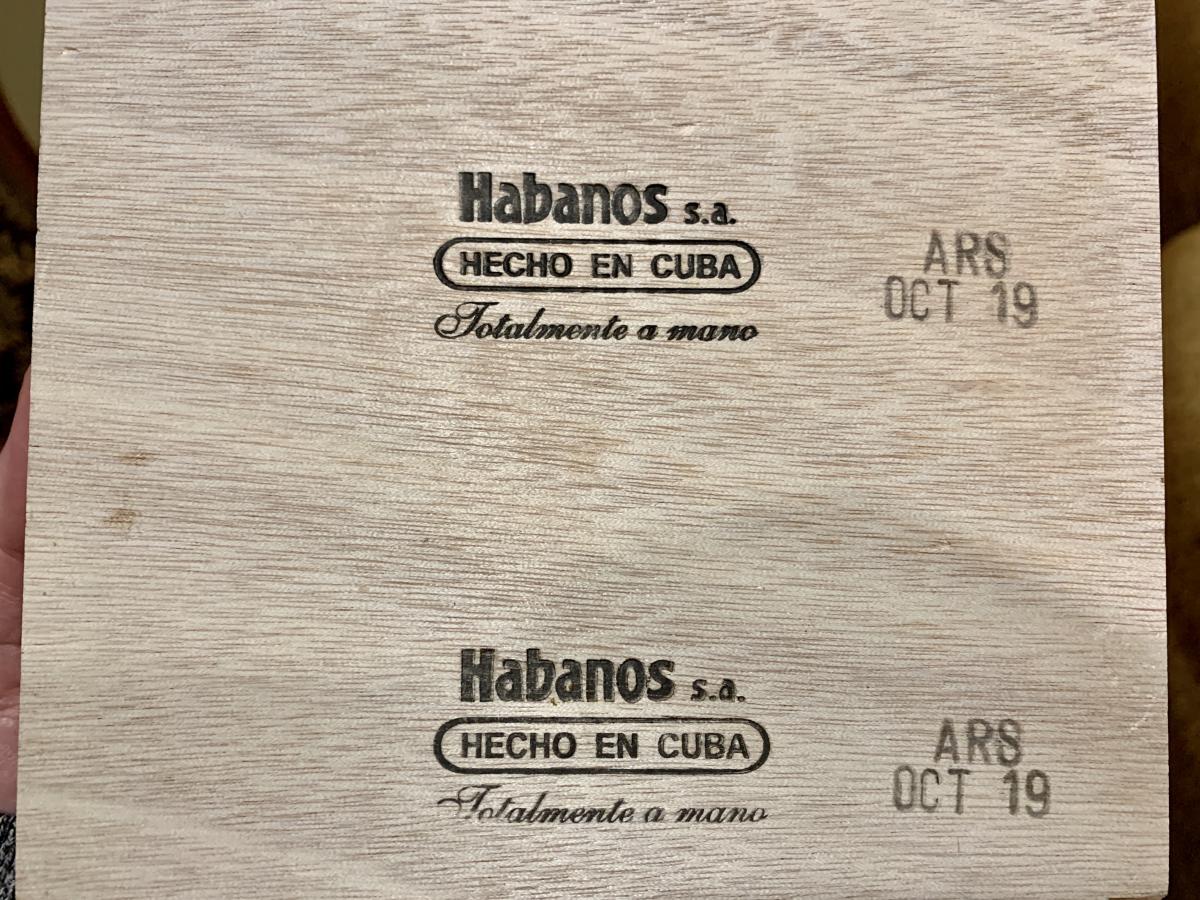 Habanos s.a.
HECHO EN CUBA
Totalmente a mano
ARS
OCT 19
Habanos s.a.
HECHO EN CUBA
Totalmente a mano
ARS
OCT 19